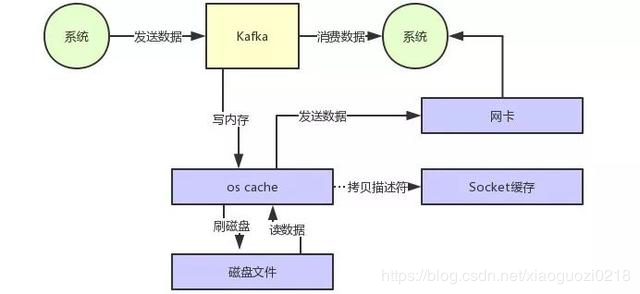 系统
发送数据
Kafka
消费数据
系统
写内存
发送数据
网卡
os cache
拷贝描述符
Socket缓存
刷磁盘
读数据
磁盘文件
https://blog.csdn.net/xiaoguozi0218